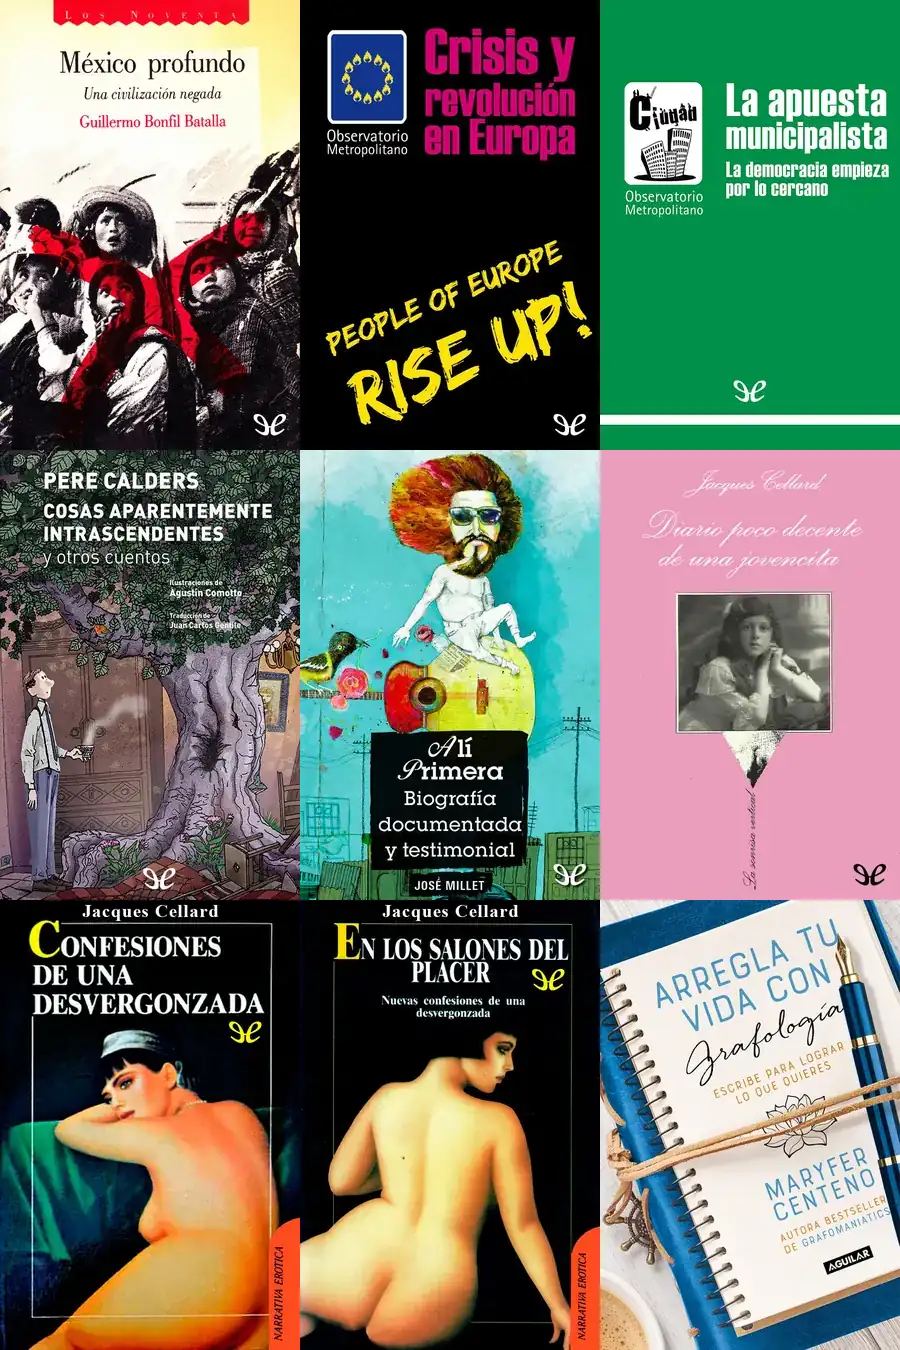 Los Noventa
México profundo
Una civilización negada
Guillermo Bonfil Batalla
Observatorio
Metropolitano
Crisis y
revolución
en Europa
PEOPLE OF EUROPE
RISE UP!
Ciudad
Observatorio
Metropolitano
La apuesta
municipalista
La democracia empieza
por lo cercano
PERE CALDERS
COSAS APARENTEMENTE
INTRASCENDENTES
y otros cuentos
Ilustraciones de
Agustín Comotto
Traducción de
Juan Carlos Gentile
Alí
Primera
Biografía
documentada
y testimonial
JOSÉ MILLET
Jacques Cellard
Diario poco decente
de una jovencita
La sonrisa vertical
Jacques Cellard
CONFESIONES
DE UNA
DESVERGONZADA
NARRATIVA EROTICA
Jacques Cellard
EN LOS SALONES DEL
PLACER
Nuevas confesiones de una
desvergonzada
NARRATIVA EROTICA
ARREGLA TU
VIDA CON
Grafología
ESCRIBE PARA LOGRAR
LO QUE QUIERES
MARYFER
CENTENO
AUTORA BESTSELLER
DE GRAFOMANIATICS
AGUILAR